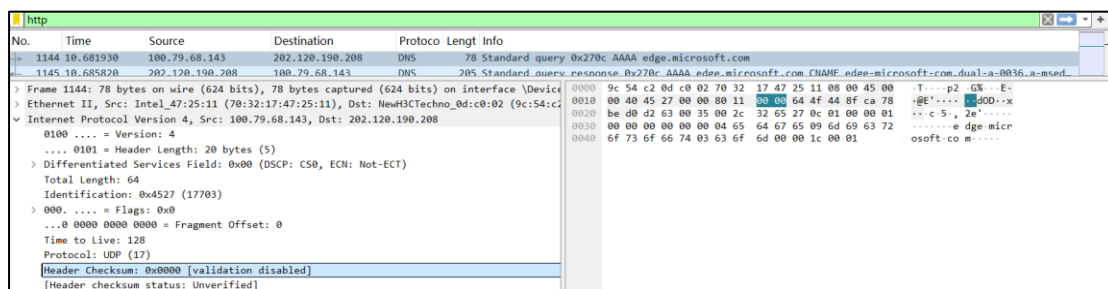 http
No. Time Source Destination Protoco Lengt Info
1144 10.681930 100.79.68.143 202.120.190.208 DNS 78 Standard query 0x270c AAAA edge.microsoft.com
1145 10.685820 202.120.190.208 100.79.68.143 DNS 205 Standard query response 0x270c AAAA edge.microsoft.com CNAME edge-microsoft-com.dual-a-0036.a-msed…
Frame 1144: 78 bytes on wire (624 bits), 78 bytes captured (624 bits) on interface \Device
Ethernet II, Src: Intel_47:25:11 (70:32:17:47:25:11), Dst: NewH3CTechno_0d:c0:02 (9c:54:c2
Internet Protocol Version 4, Src: 100.79.68.143, Dst: 202.120.190.208
0100 .... = Version: 4
.... 0101 = Header Length: 20 bytes (5)
Differentiated Services Field: 0x00 (DSCP: CS0, ECN: Not-ECT)
Total Length: 64
Identification: 0x4527 (17703)
000. .... = Flags: 0x0
...0 0000 0000 0000 = Fragment Offset: 0
Time to Live: 128
Protocol: UDP (17)
Header Checksum: 0x0000 [validation disabled]
[Header checksum status: Unverified]
0000 9c 54 c2 0d c0 02 70 32 17 47 25 11 08 00 45 00 ·T····p2 ·G%···E·
0010 00 40 45 27 00 00 80 11 00 00 64 4f 44 8f ca 78 ·@E'···· ··dOD··x
0020 be d0 d2 63 00 35 00 2c 32 65 27 0c 01 00 00 01 ···c·5·, 2e'·····
0030 00 00 00 00 00 00 04 65 64 67 65 09 6d 69 63 72 ·······e dge·micr
0040 6f 73 6f 66 74 03 63 6f 6d 00 00 1c 00 01 osoft·co m·····